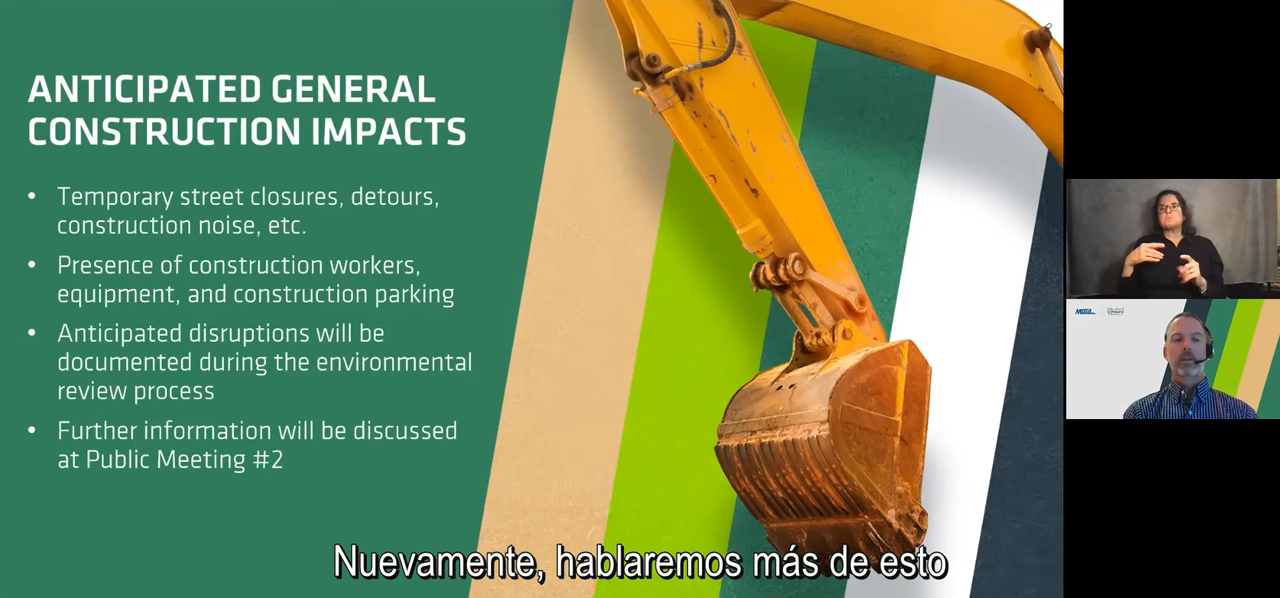 ANTICIPATED GENERAL
CONSTRUCTION IMPACTS
• Temporary street closures, detours,
construction noise, etc.
• Presence of construction workers,
equipment, and construction parking
• Anticipated disruptions will be
documented during the environmental
review process
• Further information will be discussed
at Public Meeting #2
Nuevamente, hablaremos más de esto